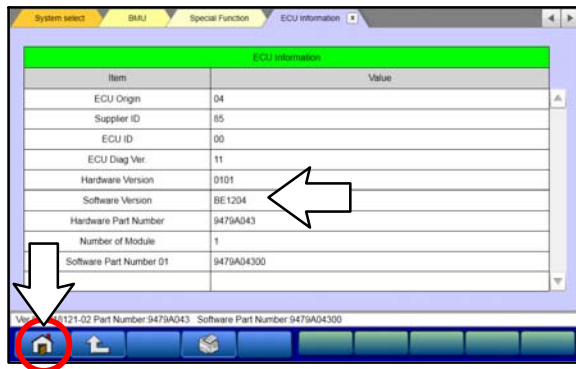 System select BMU Special Function ECU information x
ECU information
Item Value
ECU Origin 04
Supplier ID 85
ECU ID 00
ECU Diag Ver. 11
Hardware Version 0101
Software Version BE1204
Hardware Part Number 9479A043
Number of Module 1
Software Part Number 01 9479A04300
18121-02 Part Number:9479A043 Software Part Number:9479A04300